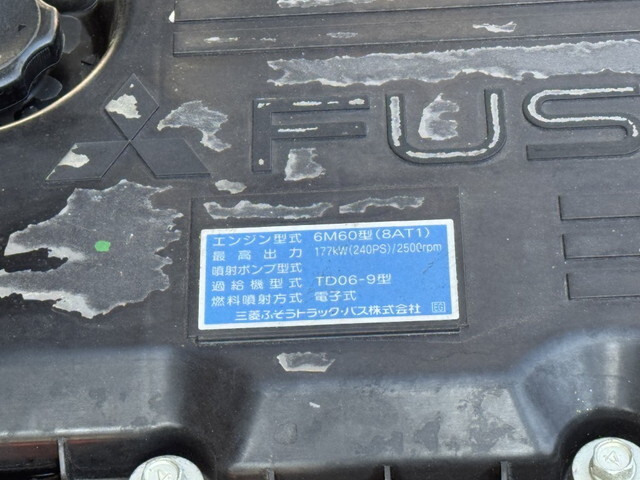 FUS
エンジン型式 6M60型(8AT1)
最高出力 177kW(240PS)/2500rpm
噴射ポンプ型式
過給機型式 TD06-9型
燃料噴射方式 電子式
三菱ふそうトラック・バス株式会社 EG